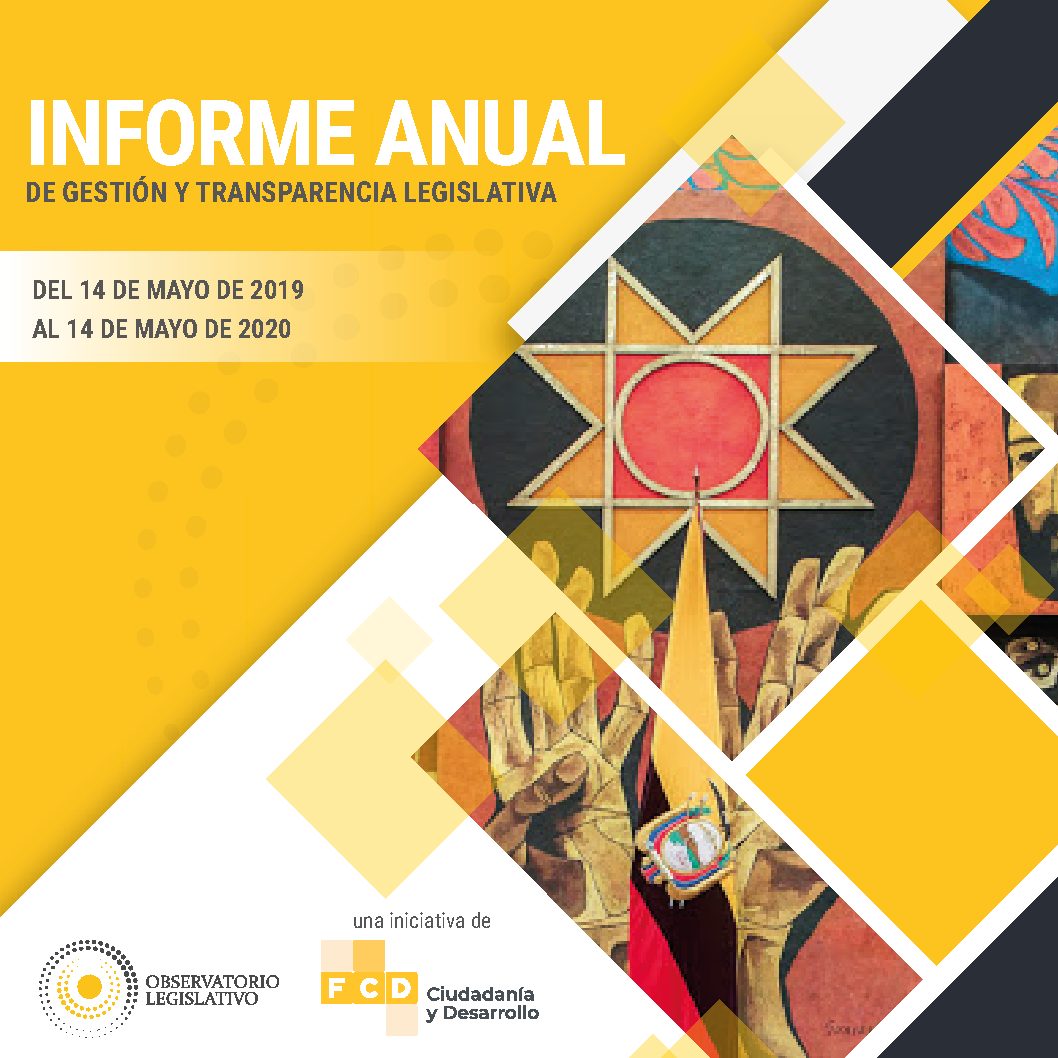 INFORME ANUAL
DE GESTIÓN Y TRANSPARENCIA LEGISLATIVA
DEL 14 DE MAYO DE 2019
AL 14 DE MAYO DE 2020
una iniciativa de
OBSERVATORIO
LEGISLATIVO
FCD
Ciudadanía
y Desarrollo